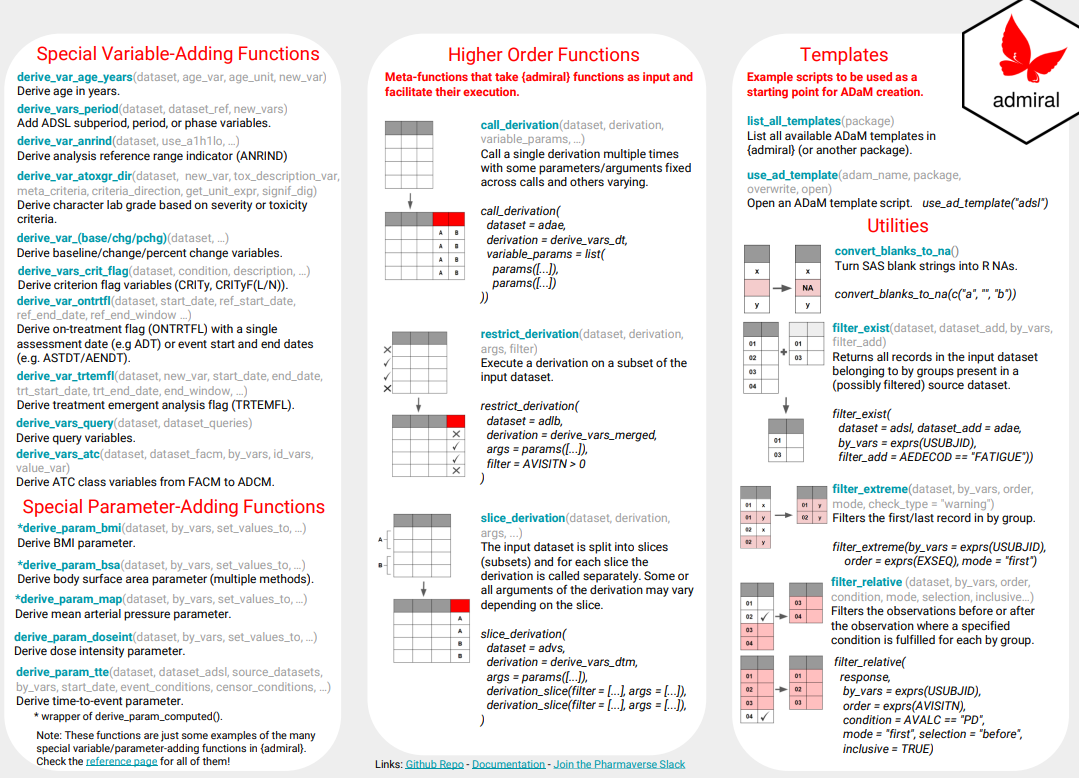 Special Variable-Adding Functions
derive_var_age_years(dataset, age_var, age_unit, new_var)
Derive age in years.
derive_vars_period(dataset, dataset_ref, new_vars)
Add ADSL subperiod, period, or phase variables.
derive_var_anrind(dataset, use_a1h1lo, …)
Derive analysis reference range indicator (ANRIND)
derive_var_atoxgr_dir(dataset, new_var, tox_description_var,
meta_criteria, criteria_direction, get_unit_expr, signif_dig)
Derive character lab grade based on severity or toxicity
criteria.
derive_var_(base/chg/pchg)(dataset, …)
Derive baseline/change/percent change variables.
derive_vars_crit_flag(dataset, condition, description, …)
Derive criterion flag variables (CRITy, CRITyF(L/N)).
derive_var_ontrtfl(dataset, start_date, ref_start_date,
ref_end_date, ref_end_window …)
Derive on-treatment flag (ONTRTFL) with a single
assessment date (e.g ADT) or event start and end dates
(e.g. ASTDT/AENDT).
derive_var_trtemfl(dataset, new_var, start_date, end_date,
trt_start_date, trt_end_date, end_window, …)
Derive treatment emergent analysis flag (TRTEMFL).
derive_vars_query(dataset, dataset_queries)
Derive query variables.
derive_vars_atc(dataset, dataset_facm, by_vars, id_vars,
value_var)
Derive ATC class variables from FACM to ADCM.
Special Parameter-Adding Functions
*derive_param_bmi(dataset, by_vars, set_values_to, …)
Derive BMI parameter.
*derive_param_bsa(dataset, by_vars, set_values_to, …)
Derive body surface area parameter (multiple methods).
*derive_param_map(dataset, by_vars, set_values_to, …)
Derive mean arterial pressure parameter.
derive_param_doseint(dataset, by_vars, set_values_to, …)
Derive dose intensity parameter.
derive_param_tte(dataset, dataset_adsl, source_datasets,
by_vars, start_date, event_conditions, censor_conditions, …)
Derive time-to-event parameter.
* wrapper of derive_param_computed().
Note: These functions are just some examples of the many
special variable/parameter-adding functions in {admiral}.
Check the reference page for all of them!
Higher Order Functions
Meta-functions that take {admiral} functions as input and
facilitate their execution.
call_derivation(dataset, derivation,
variable_params, …)
Call a single derivation multiple times
with some parameters/arguments fixed
across calls and others varying.
A B
A B
A B
A B
call_derivation(
dataset = adae,
derivation = derive_vars_dt,
variable_params = list(
params([...]),
params([...])
))
restrict_derivation(dataset, derivation,
args, filter)
Execute a derivation on a subset of the
input dataset.
restrict_derivation(
dataset = adlb,
derivation = derive_vars_merged,
args = params([...]),
filter = AVISITN > 0
)
slice_derivation(dataset, derivation,
args, …)
The input dataset is split into slices
(subsets) and for each slice the
derivation is called separately. Some or
all arguments of the derivation may vary
depending on the slice.
A
B
A
A
B
B
slice_derivation(
dataset = advs,
derivation = derive_vars_dtm,
args = params([...]),
derivation_slice(filter = [...], args = [...]),
derivation_slice(filter = [...], args = [...]),
)
Links: Github Repo - Documentation - Join the Pharmaverse Slack
admiral
Templates
Example scripts to be used as a
starting point for ADaM creation.
list_all_templates(package)
List all available ADaM templates in
{admiral} (or another package).
use_ad_template(adam_name, package,
overwrite, open)
Open an ADaM template script. use_ad_template("adsl")
Utilities
x x
NA
y y
convert_blanks_to_na()
Turn SAS blank strings into R NAs.
convert_blanks_to_na(c("a", "", "b"))
01 01
02 + 03
03
04
01
03
filter_exist(dataset, dataset_add, by_vars,
filter_add)
Returns all records in the input dataset
belonging to by groups present in a
(possibly filtered) source dataset.
filter_exist(
dataset = adsl, dataset_add = adae,
by_vars = exprs(USUBJID),
filter_add = AEDECOD == "FATIGUE"))
01 x 01 y
01 y 02 y
02 x
02 y
filter_extreme(dataset, by_vars, order,
mode, check_type = "warning")
Filters the first/last record in by group.
filter_extreme(by_vars = exprs(USUBJID),
order = exprs(EXSEQ), mode = "first")
01 03
02 04
03
04
filter_relative (dataset, by_vars, order,
condition, mode, selection, inclusive…)
Filters the observations before or after
the observation where a specified
condition is fulfilled for each by group.
01 01
02 02
03 03
04
filter_relative(
response,
by_vars = exprs(USUBJID),
order = exprs(AVISITN),
condition = AVALC == "PD",
mode = "first", selection = "before",
inclusive = TRUE)